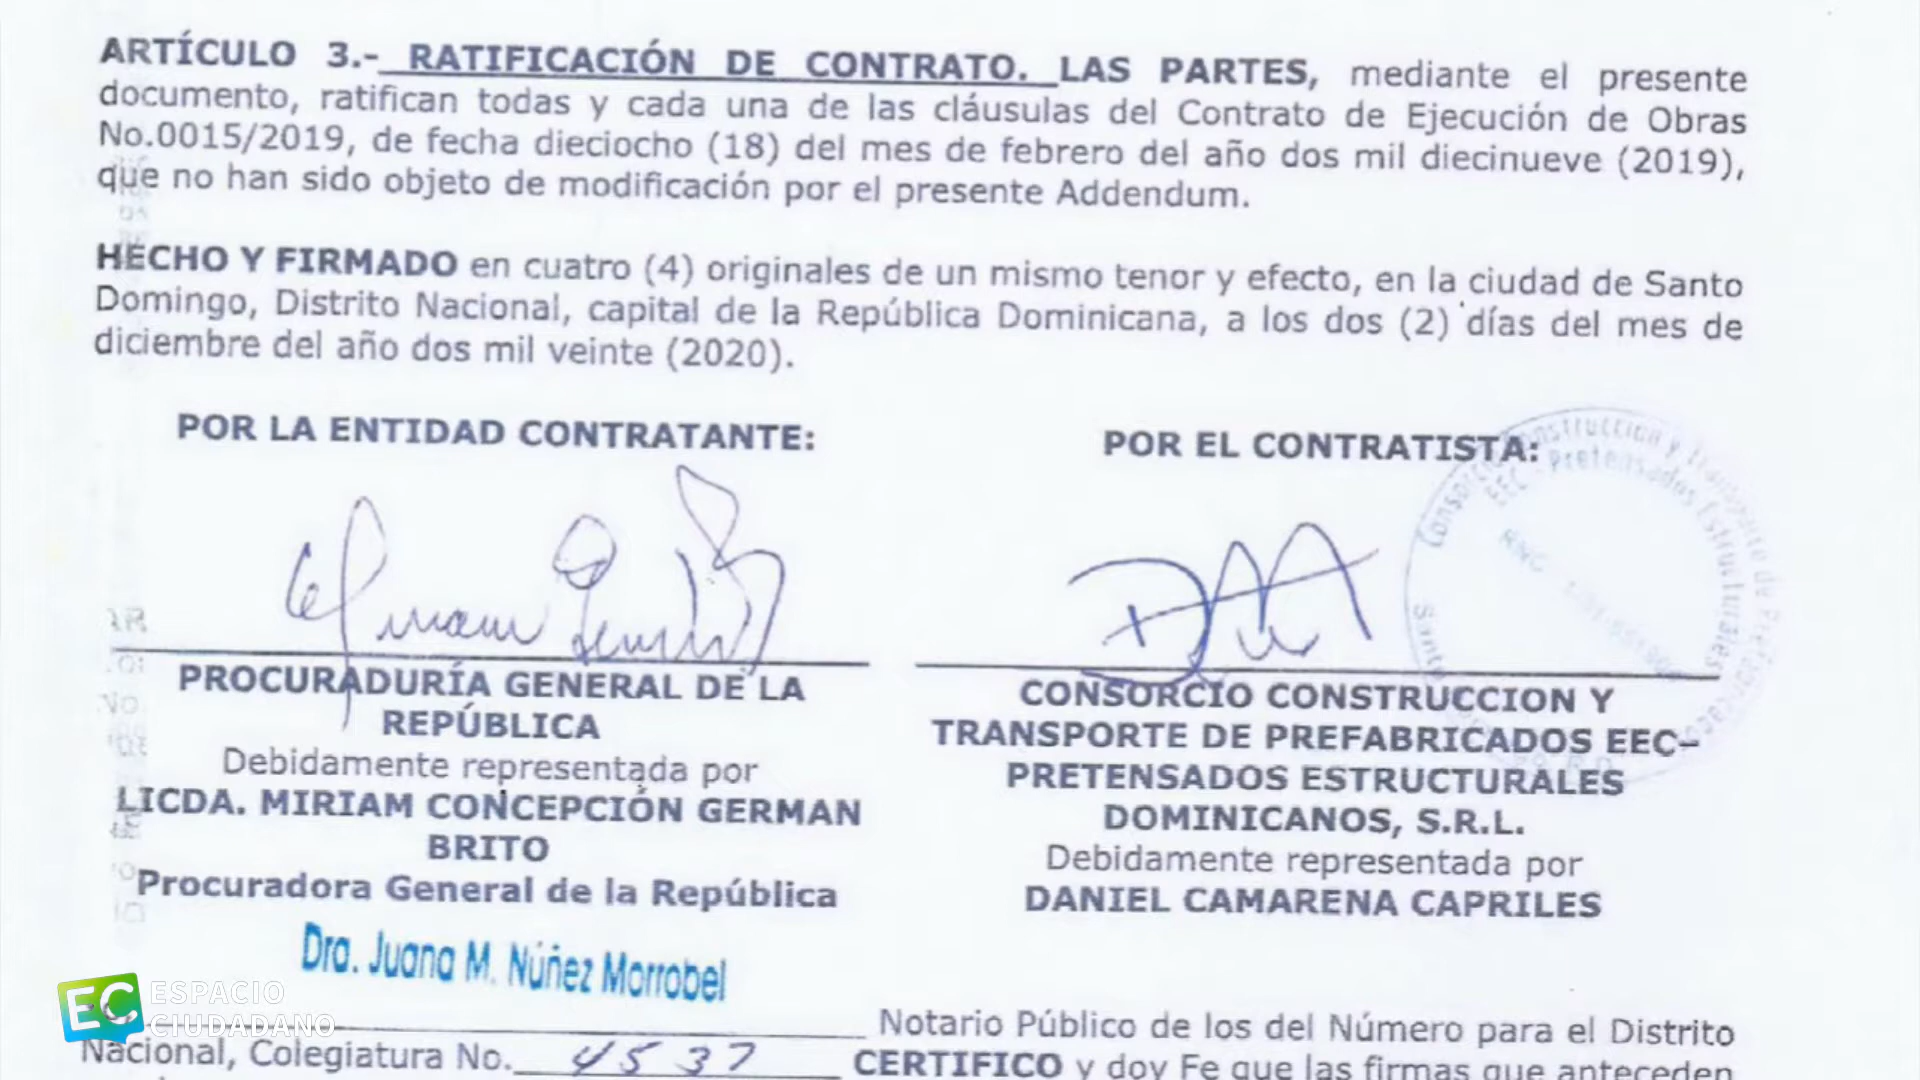 ARTÍCULO 3.- RATIFICACIÓN DE CONTRATO. LAS PARTES, mediante el presente
documento, ratifican todas y cada una de las cláusulas del Contrato de Ejecución de Obras
No.0015/2019, de fecha dieciocho (18) del mes de febrero del año dos mil diecinueve (2019),
que no han sido objeto de modificación por el presente Addendum.
HECHO Y FIRMADO en cuatro (4) originales de un mismo tenor y efecto, en la ciudad de Santo
Domingo, Distrito Nacional, capital de la República Dominicana, a los dos (2) días del mes de
diciembre del año dos mil veinte (2020).
POR LA ENTIDAD CONTRATANTE:
PROCURADURÍA GENERAL DE LA
REPÚBLICA
Debidamente representada por
LICDA. MIRIAM CONCEPCIÓN GERMAN
BRITO
Procuradora General de la República
POR EL CONTRATISTA:
CONSORCIO CONSTRUCCION Y
TRANSPORTE DE PREFABRICADOS EEC–
PRETENSADOS ESTRUCTURALES
DOMINICANOS, S.R.L.
Debidamente representada por
DANIEL CAMARENA CAPRILES
Dra. Juana M. Núñez Morrobel
Notario Público de los del Número para el Distrito
Nacional, Colegiatura No. 4537 CERTIFICO y doy Fe que las firmas que anteceden
EC ESPACIO
CIUDADANO